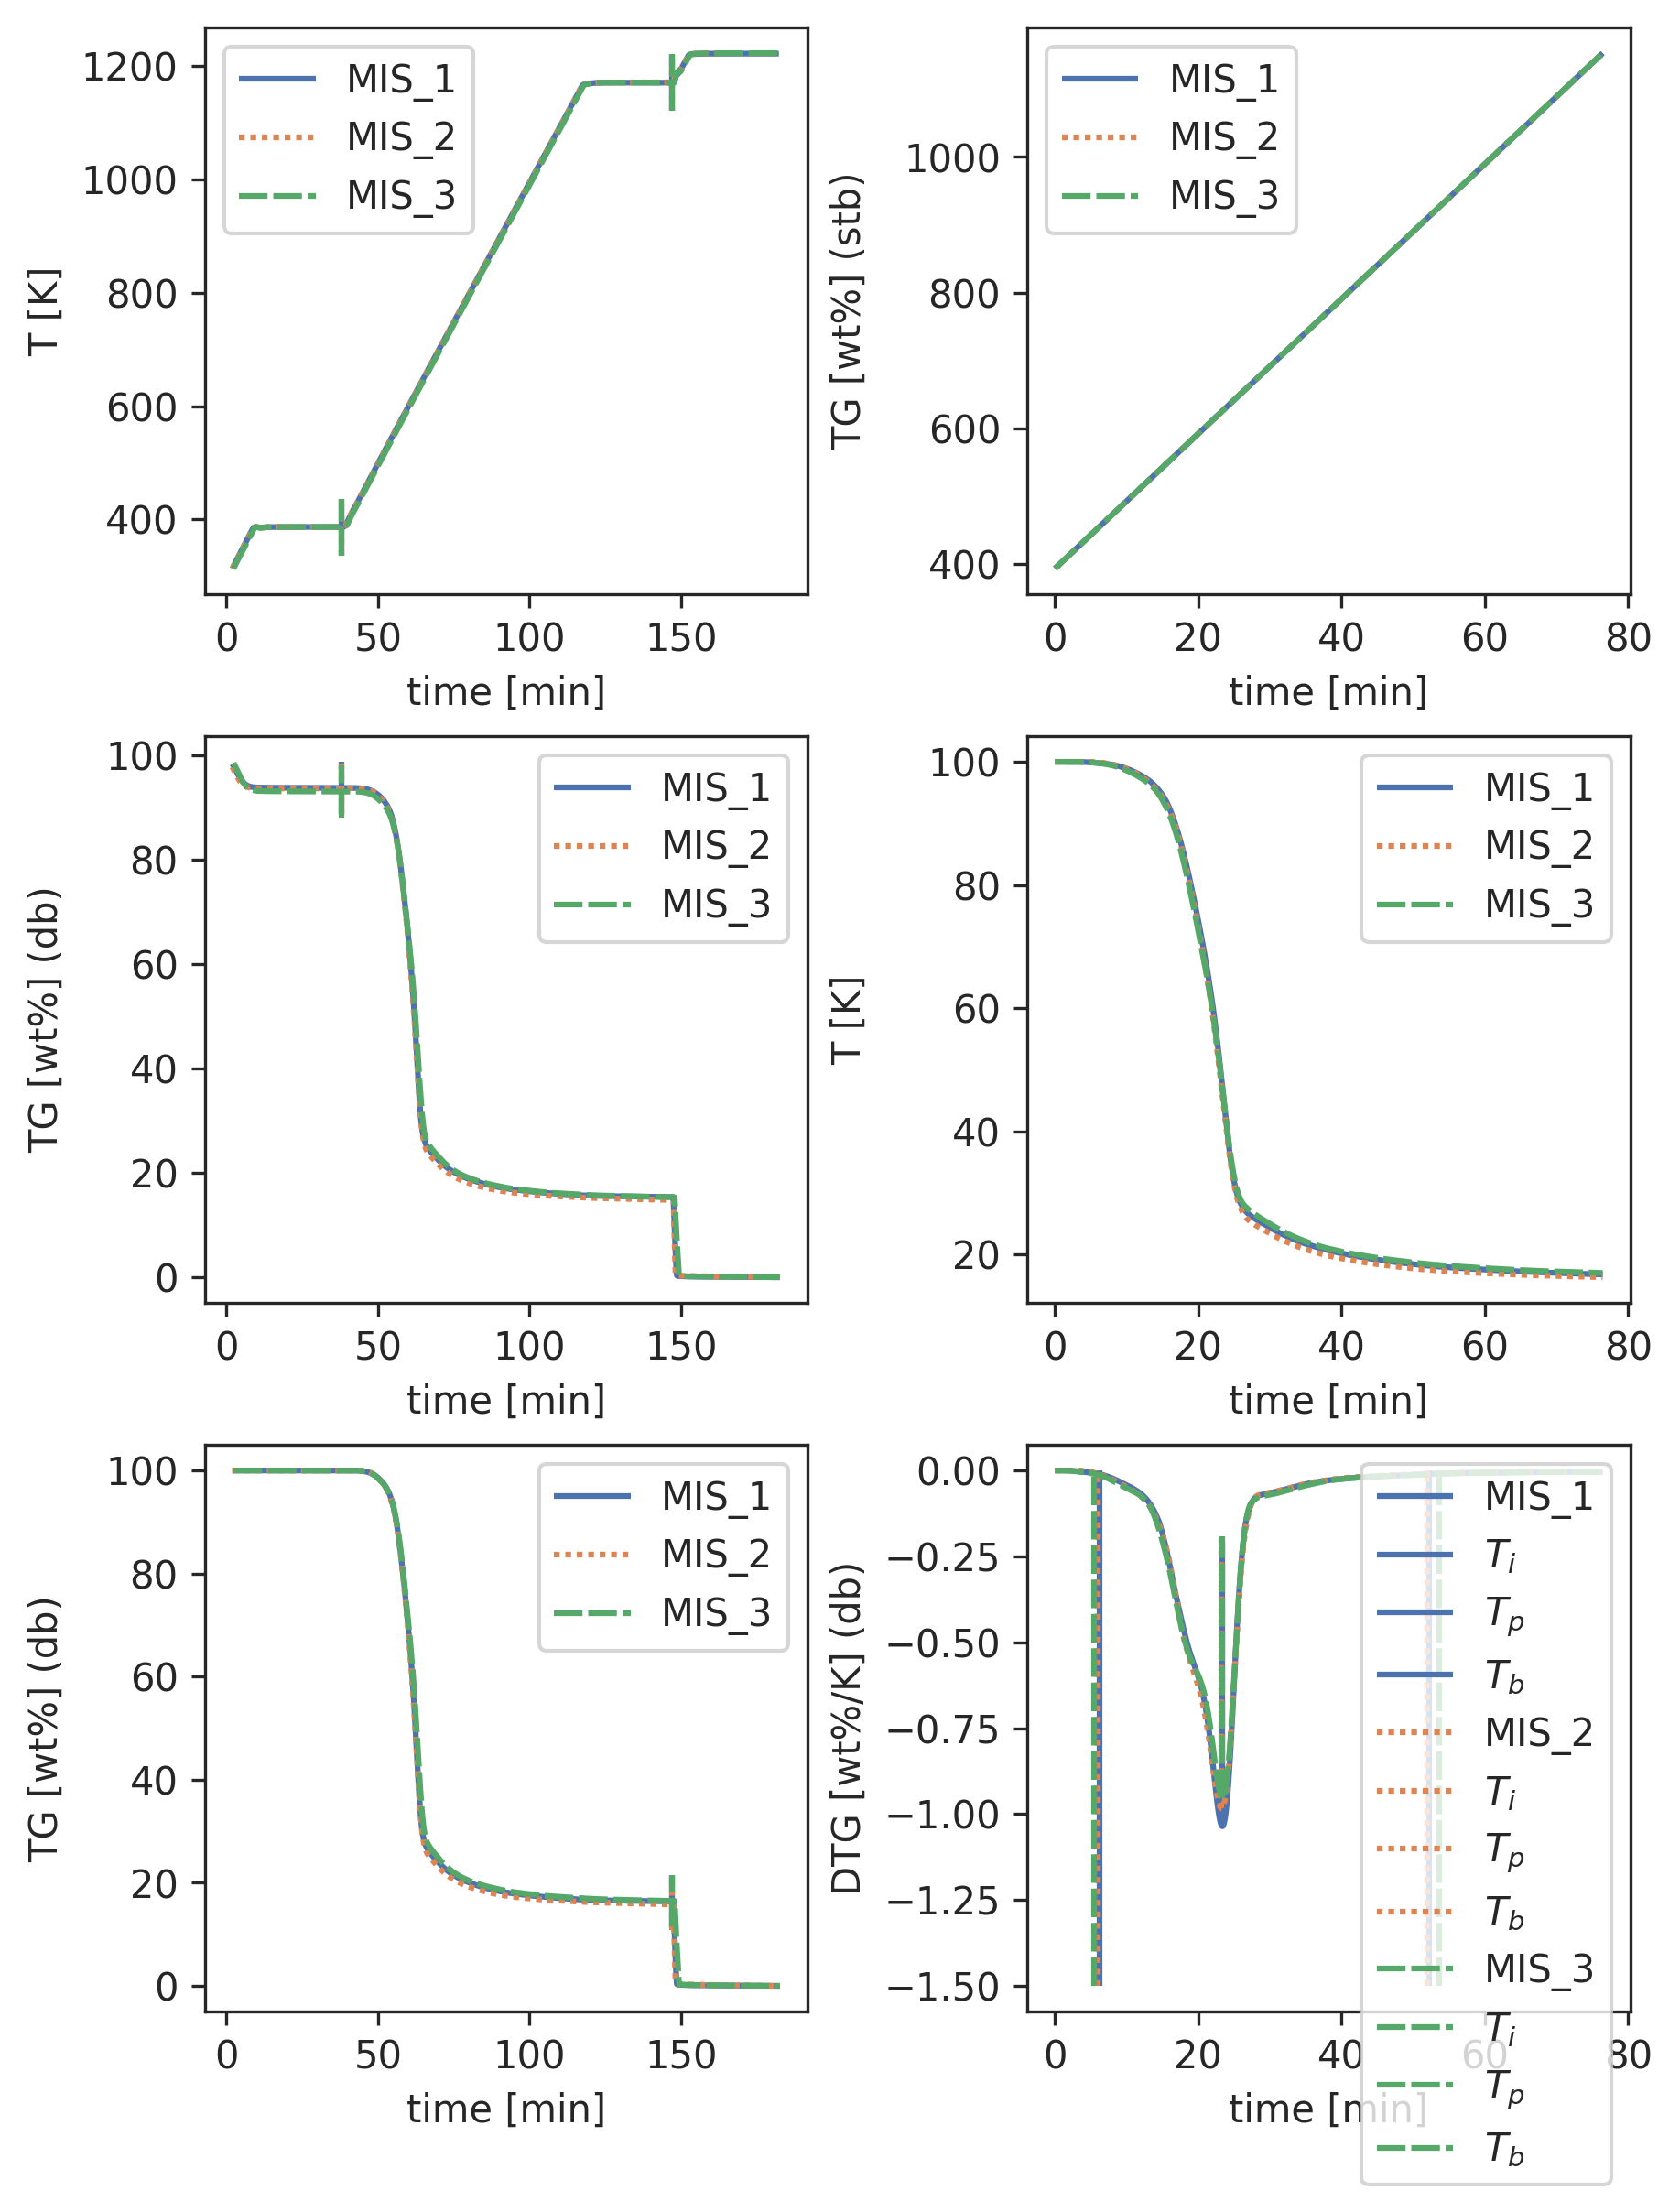 T [K]
1200
1000
800
600
400
0
50
100
150
time [min]
MIS_1
MIS_2
MIS_3
TG [wt%] (stb)
1000
800
600
400
0
20
40
60
80
time [min]
MIS_1
MIS_2
MIS_3
TG [wt%] (db)
100
80
60
40
20
0
0
50
100
150
time [min]
MIS_1
MIS_2
MIS_3
T [K]
100
80
60
40
20
0
20
40
60
80
time [min]
MIS_1
MIS_2
MIS_3
TG [wt%] (db)
100
80
60
40
20
0
0
50
100
150
time [min]
MIS_1
MIS_2
MIS_3
DTG [wt%/K] (db)
0.00
−0.25
−0.50
−0.75
−1.00
−1.25
−1.50
0
20
40
60
80
time [min]
MIS_1
T_i
T_p
T_b
MIS_2
T_i
T_p
T_b
MIS_3
T_i
T_p
T_b